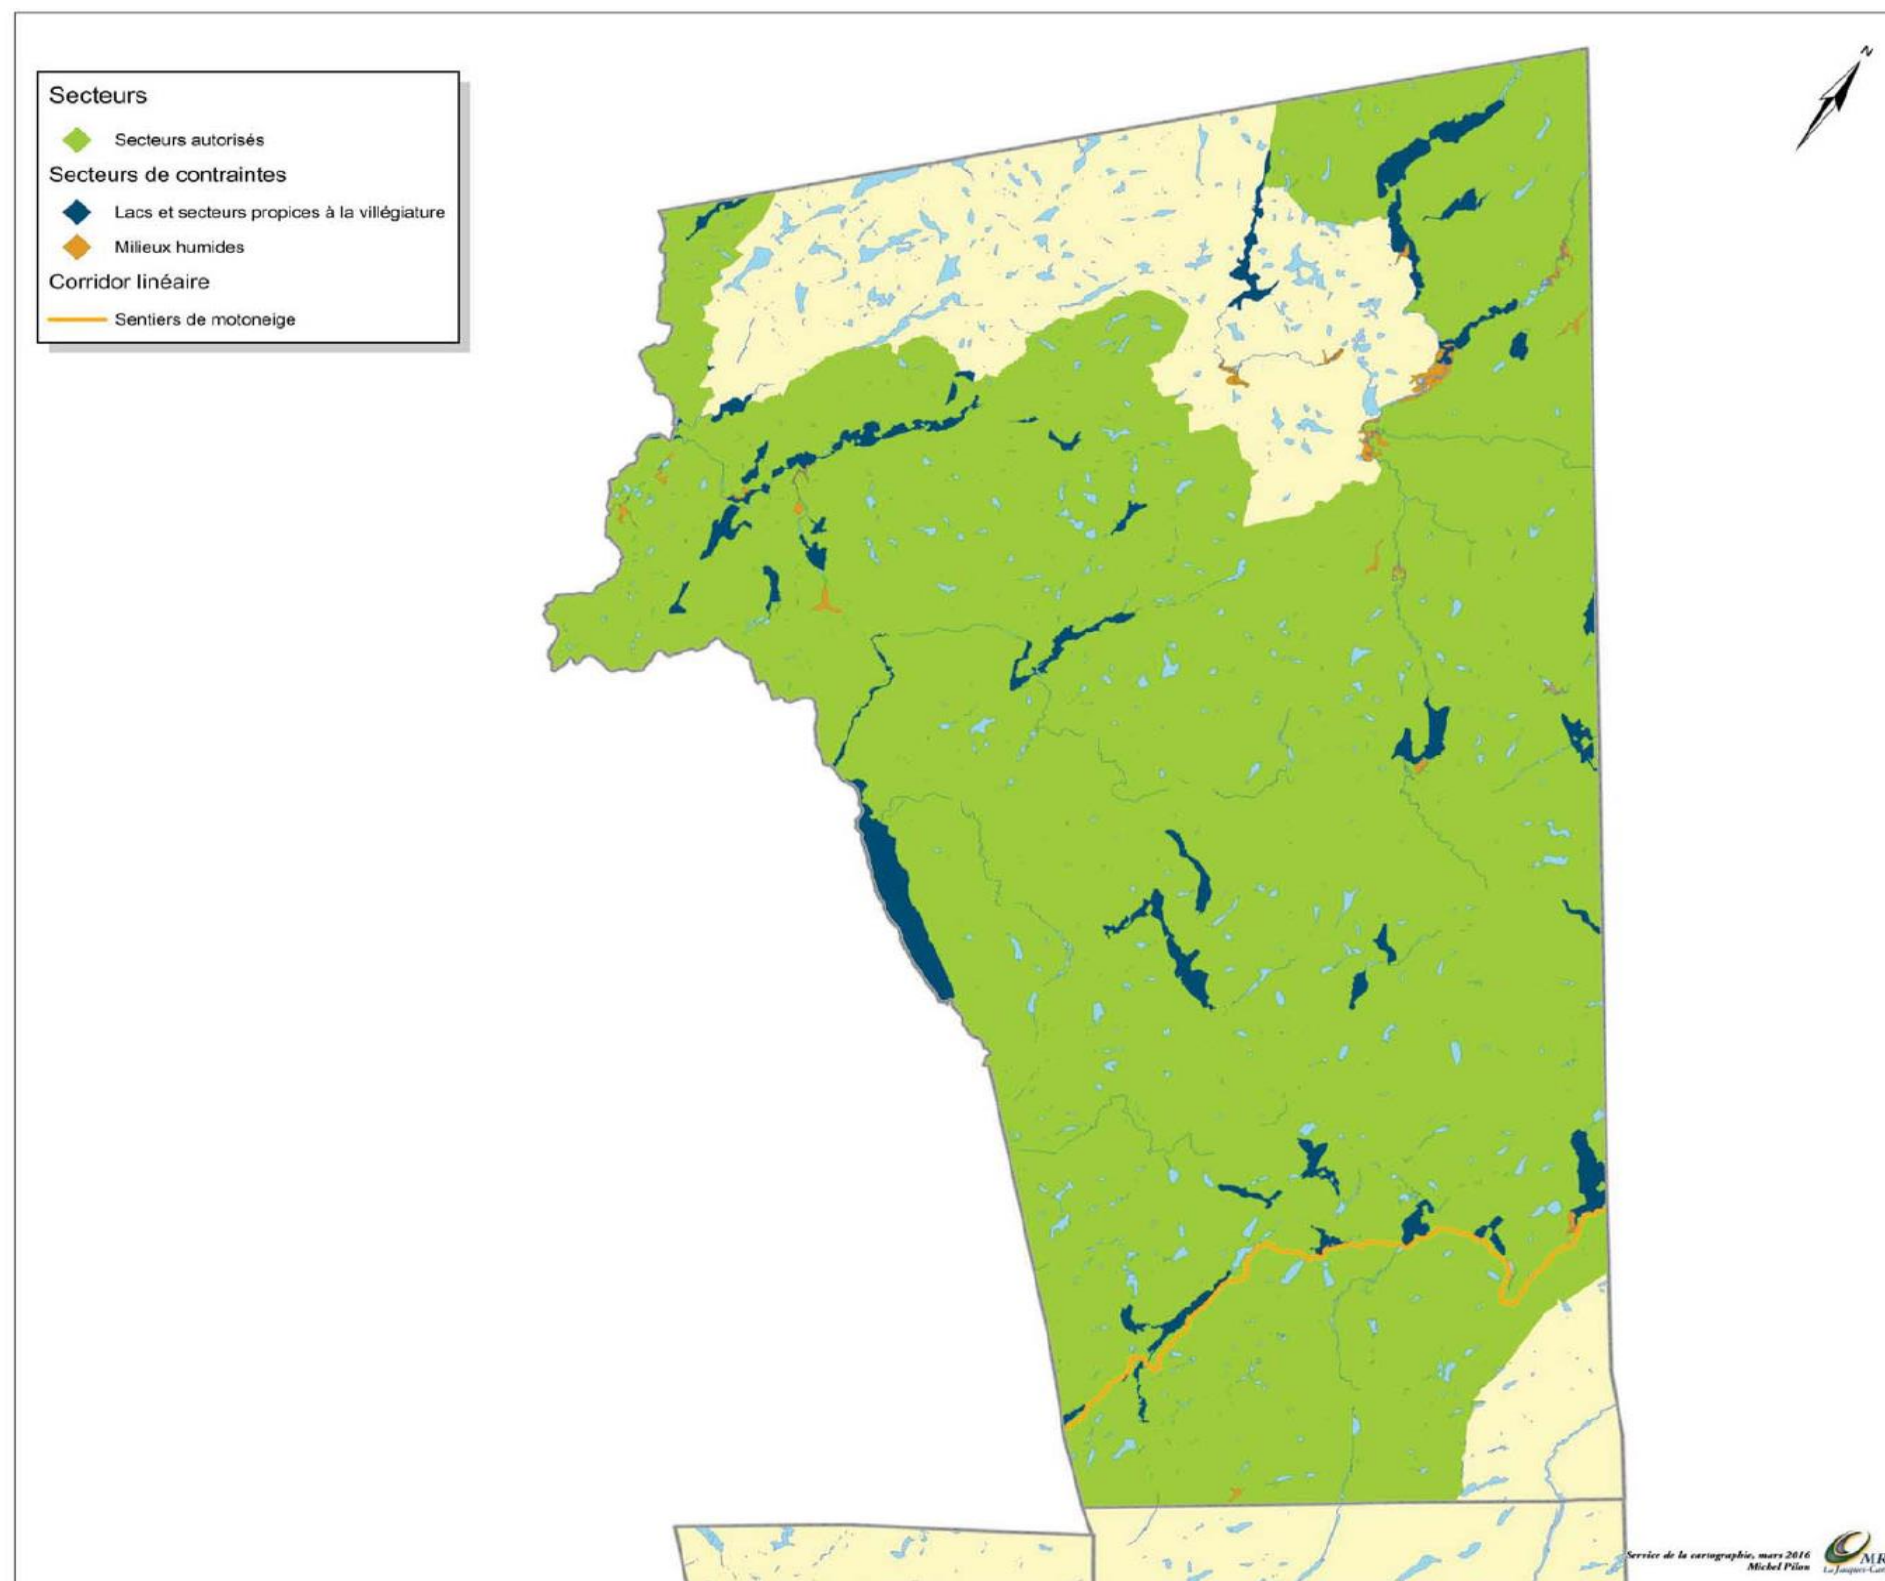 Secteurs
Secteurs autorisés
Secteurs de contraintes
Lacs et secteurs propices à la villégiature
Milieux humides
Corridor linéaire
Sentiers de motoneige
N
Service de la cartographie, mars 2016
Michel Pilon
MR